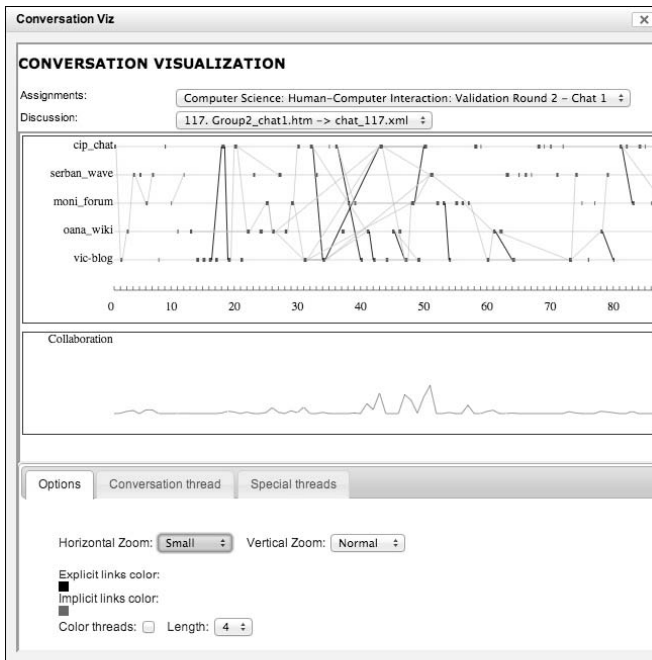 Conversation Viz
CONVERSATION VISUALIZATION
Assignments: Computer Science: Human-Computer Interaction: Validation Round 2 - Chat 1
Discussion: 117. Group2_chat1.htm -> chat_117.xml
cip_chat
serban_wave
moni_forum
oana_wiki
vic-blog
0 10 20 30 40 50 60 70 80
Collaboration
Options Conversation thread Special threads
Horizontal Zoom: Small Vertical Zoom: Normal
Explicit links color:
Implicit links color:
Color threads: Length: 4